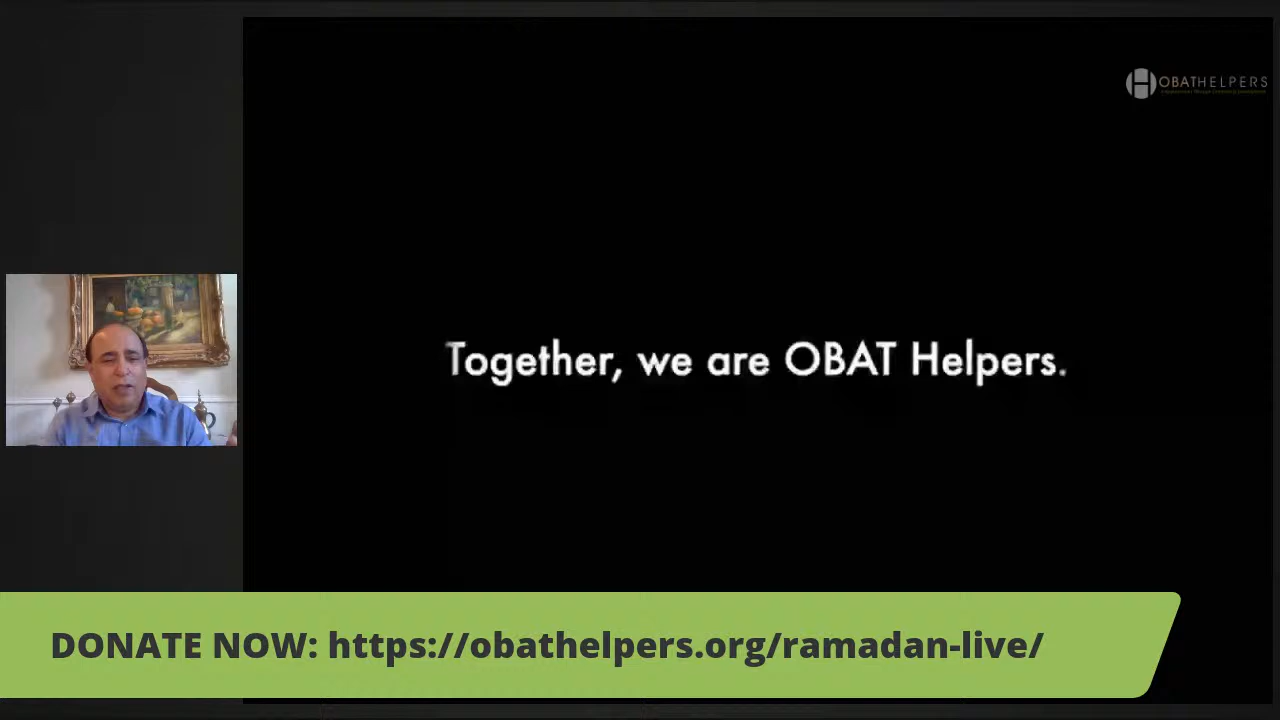 OBATHELPERS
Together, we are OBAT Helpers.
DONATE NOW: https://obathelpers.org/ramadan-live/